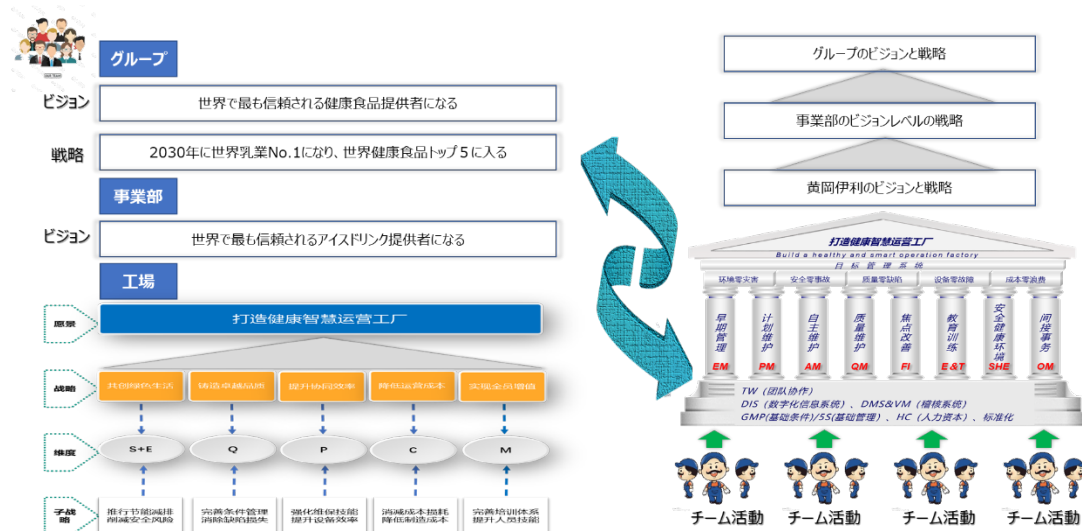 グループ
ビジョン
世界で最も信頼される健康食品提供者になる
戦略
2030年に世界乳業No.1になり、世界健康食品トップ5に入る
事業部
ビジョン
世界で最も信頼されるアイスドリンク提供者になる
工場
愿景
打造健康智慧运营工厂
战略
共创绿色生活
铸造卓越品质
提升协同效率
降低运营成本
实现全员增值
维度
S+E
Q
P
C
M
子战略
推行节能减排
削减安全风险
完善条件管理
消除缺陷损失
强化维保技能
提升设备效率
消减成本损耗
降低制造成本
完善培训体系
提升人员技能
グループのビジョンと戦略
事業部のビジョンレベルの戦略
黄岡伊利のビジョンと戦略
打造健康智慧运营工厂
Build a healthy and smart operation factory
目标管理系统
环境零灾害
安全零事故
质量零缺陷
设备零故障
成本零浪费
早期管理
EM
计划维护
PM
自主维护
AM
质量维护
QM
焦点改善
FI
教育训练
E&T
安全健康环境
SHE
间接事务
OM
TW (团队协作)
DIS (数字化信息系统) 、DMS&VM (稽核系统)
GMP(基础条件)/5S(基础管理) 、HC (人力资本) 、标准化
チーム活動
チーム活動
チーム活動
チーム活動